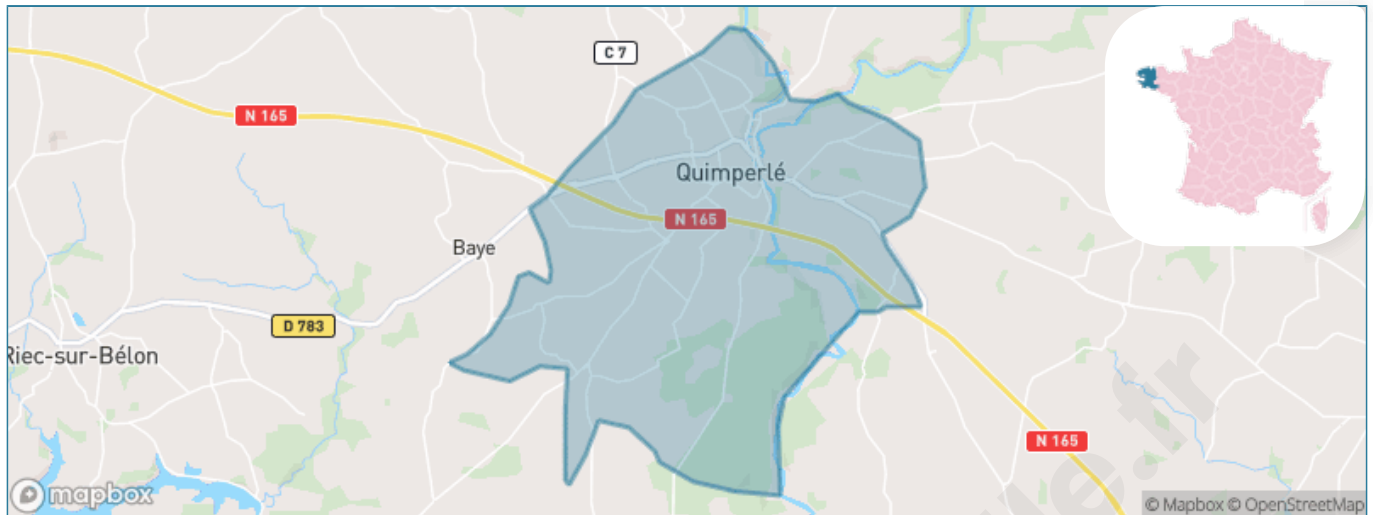 C 7
N 165
Quimperlé
N 165
Baye
D 783
Riec-sur-Bélon
N 165
mapbox
© Mapbox © OpenStreetMap